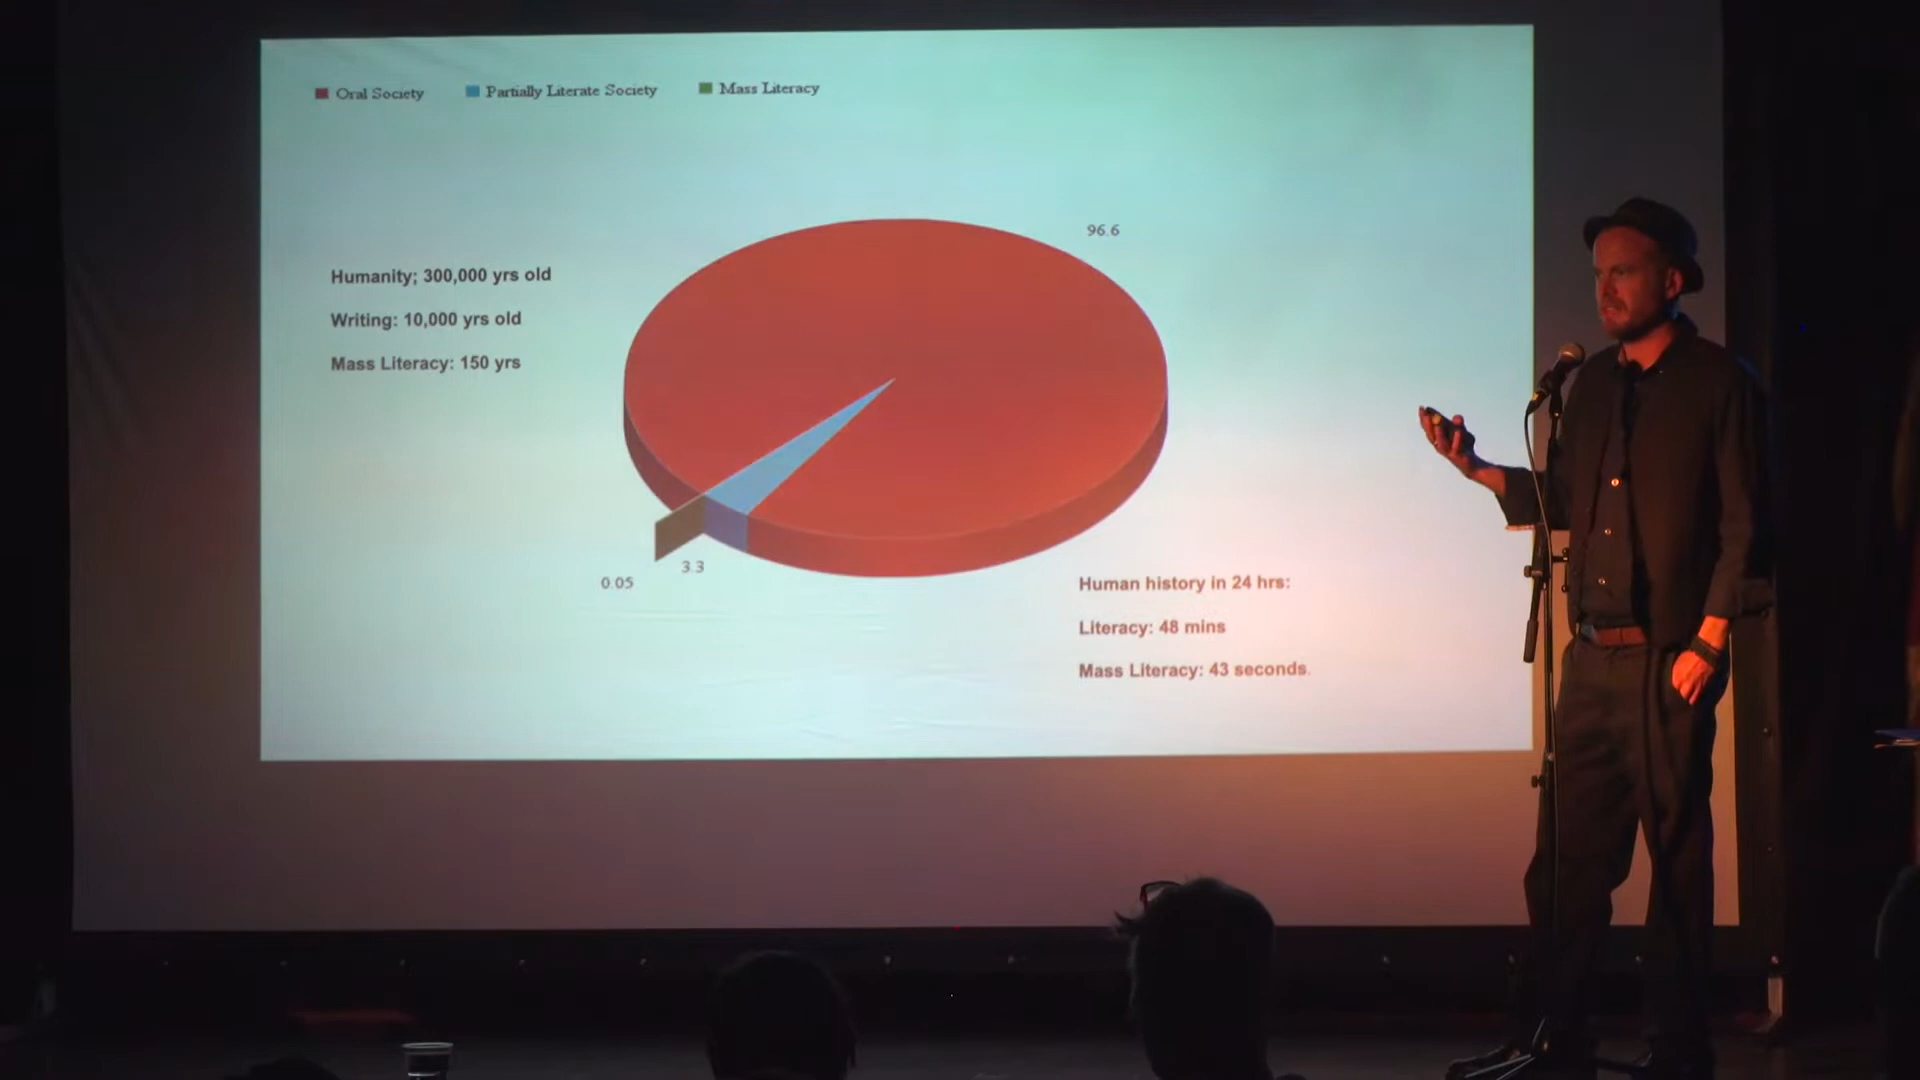 Oral Society Partially Literate Society Mass Literacy
96.6
Humanity; 300,000 yrs old
Writing: 10,000 yrs old
Mass Literacy: 150 yrs
3.3
0.05
Human history in 24 hrs:
Literacy: 48 mins
Mass Literacy: 43 seconds.